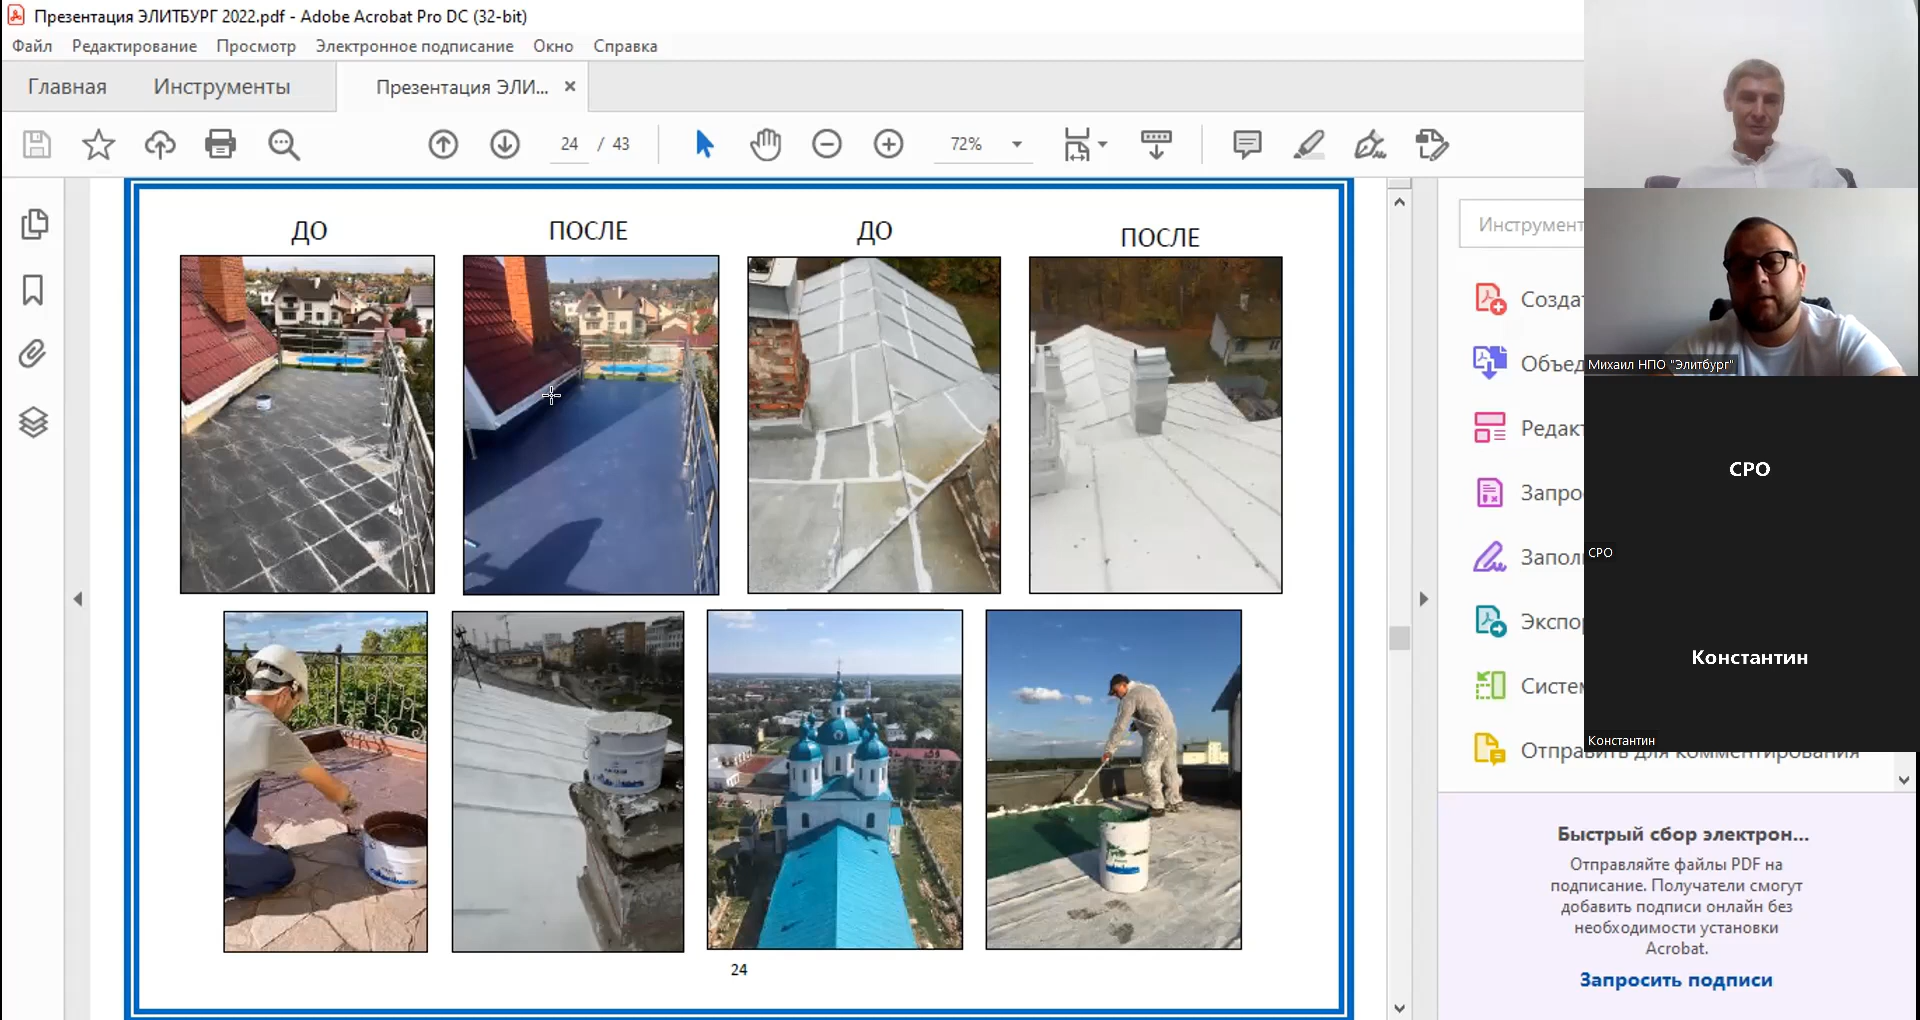 Презентация ЭЛИТБУРГ 2022.pdf - Adobe Acrobat Pro DC (32-bit)
Файл Редактирование Просмотр Электронное подписание Окно Справка
Главная Инструменты Презентация ЭЛИ... ×
24 / 43 72%
ДО ПОСЛЕ ДО ПОСЛЕ
24
Инструмент
Создат
Объед
Редакт
Запро
Запол
Экспор
Систем
Отправить для комментирования
Быстрый сбор электрон...
Отправляйте файлы PDF на
подписание. Получатели смогут
добавить подписи онлайн без
необходимости установки
Acrobat.
Запросить подписи
Михаил НПО "Элитбург"
СРО
СРО
Константин
Константин